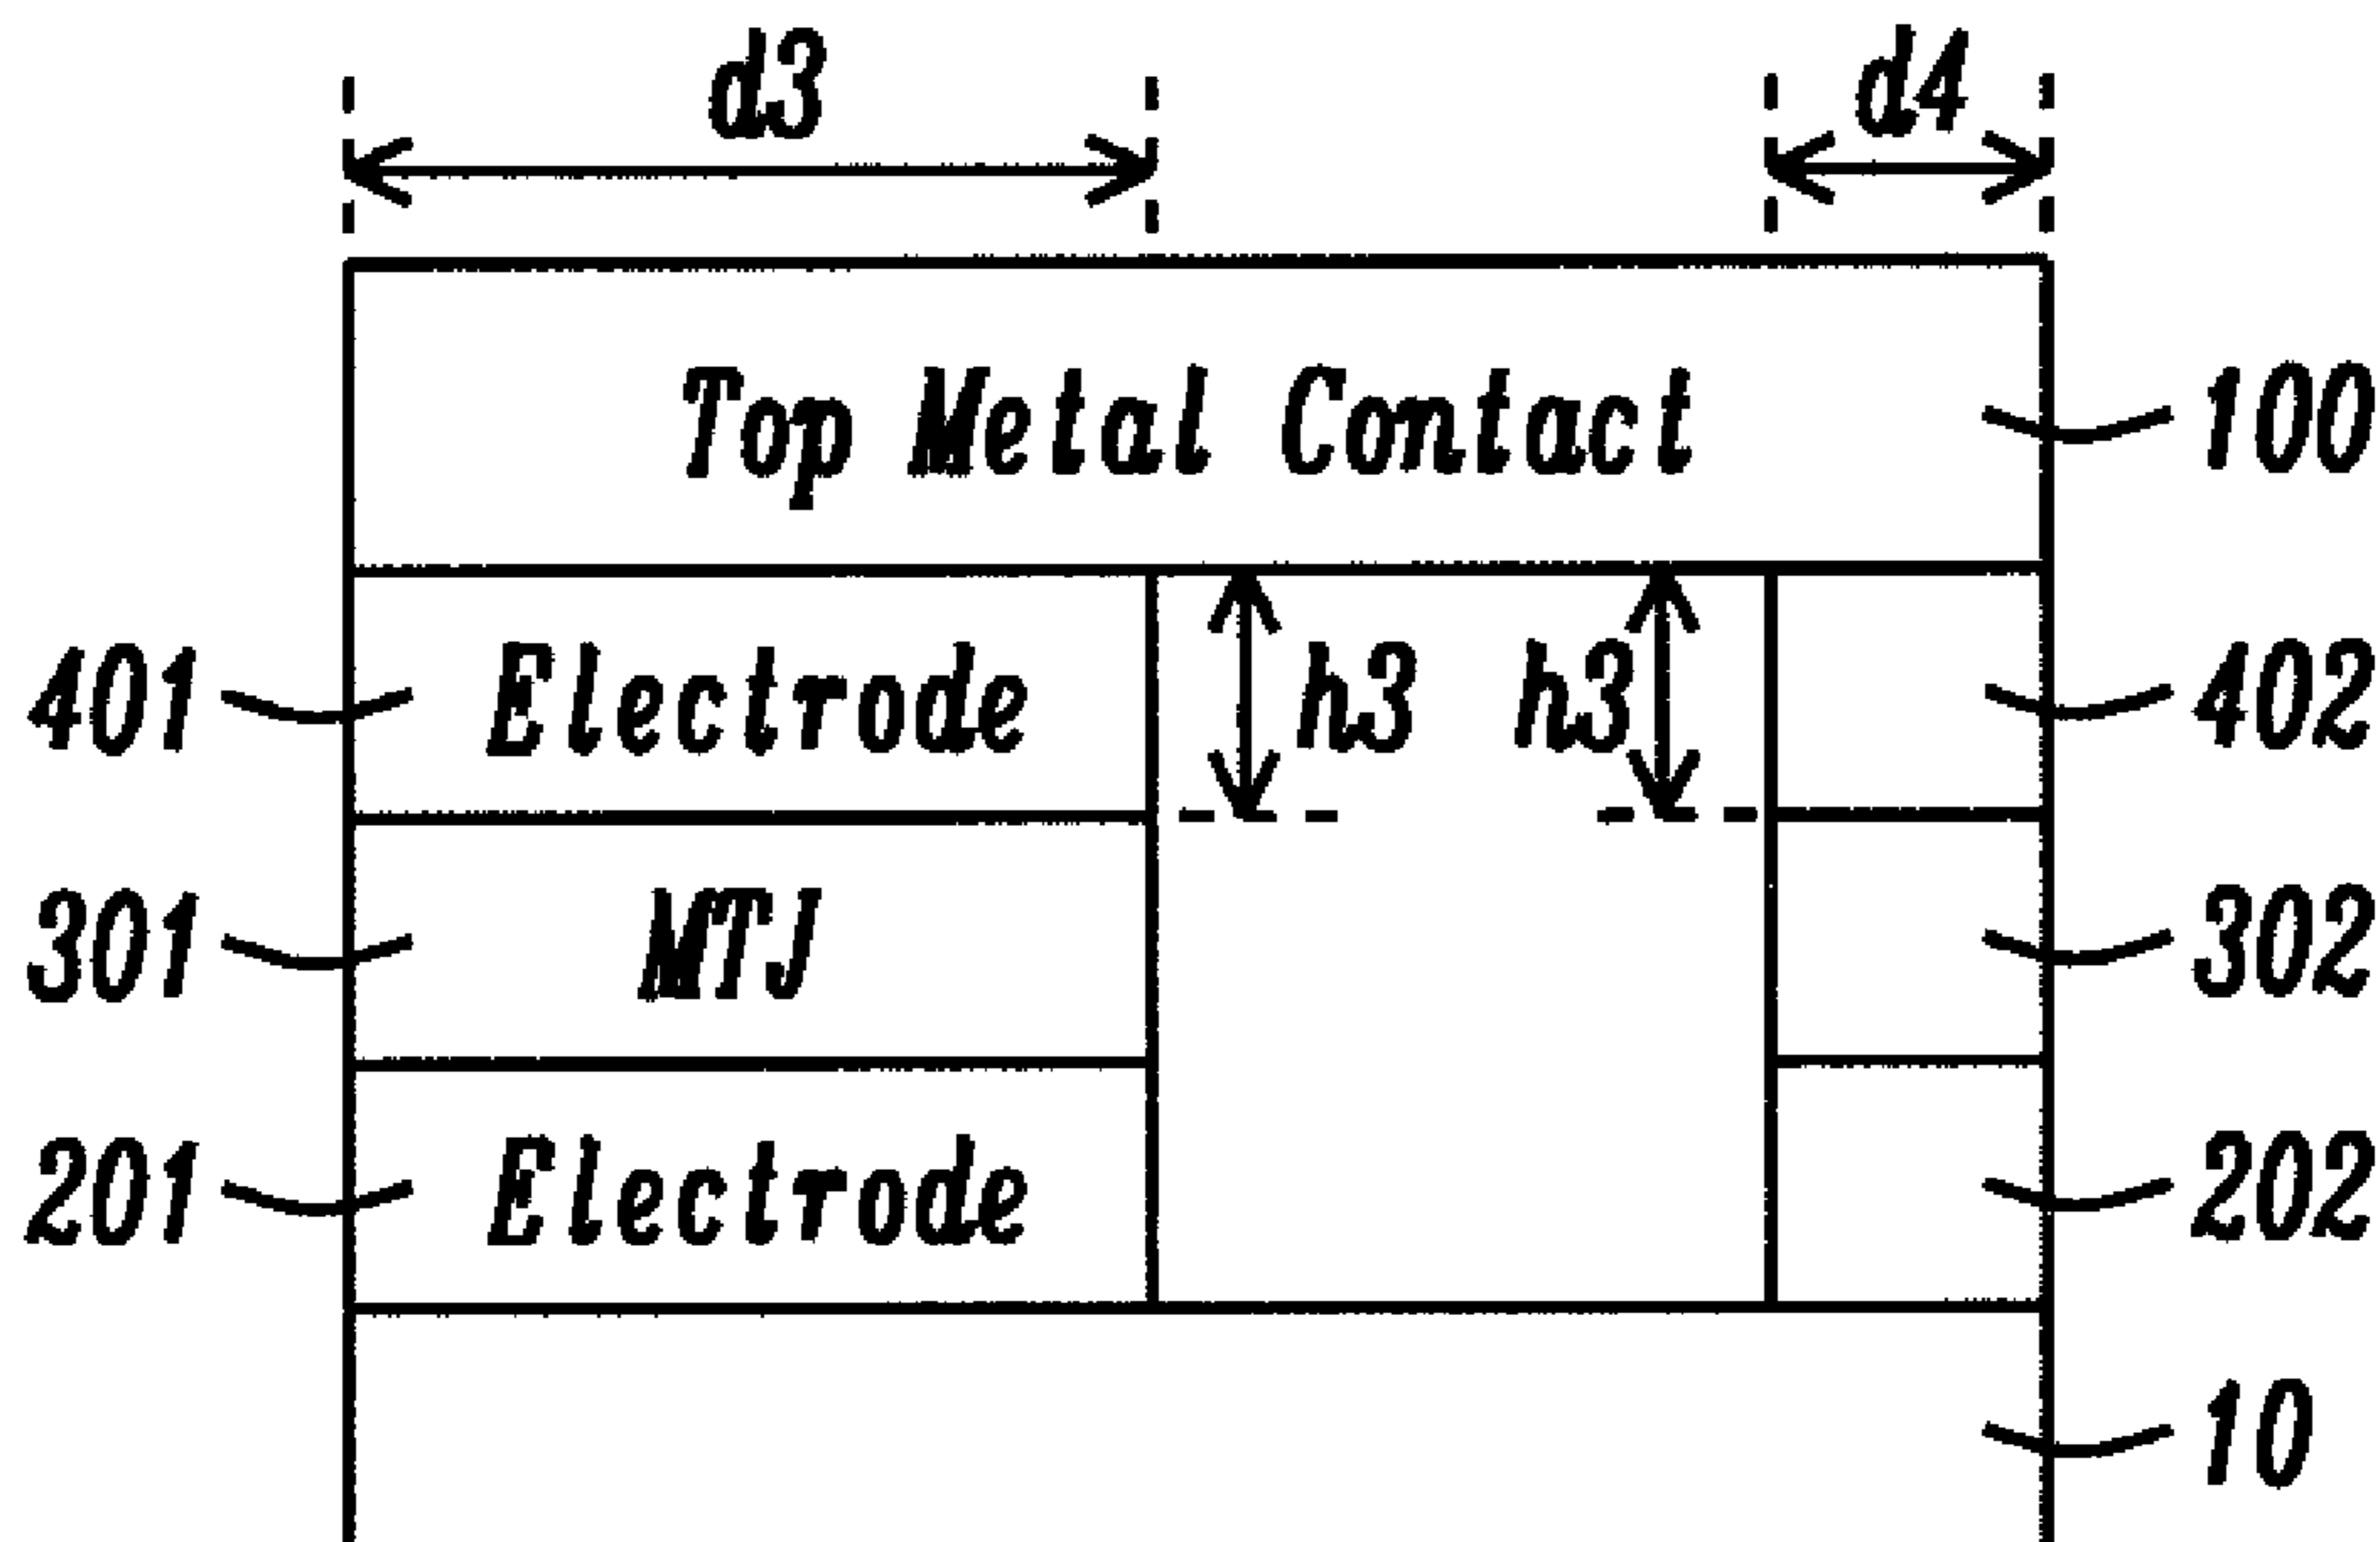 d3 d4
Top Metal Contact 100
401 Electrode h3 h3 402
301 MTJ 302
201 Electrode 202
10